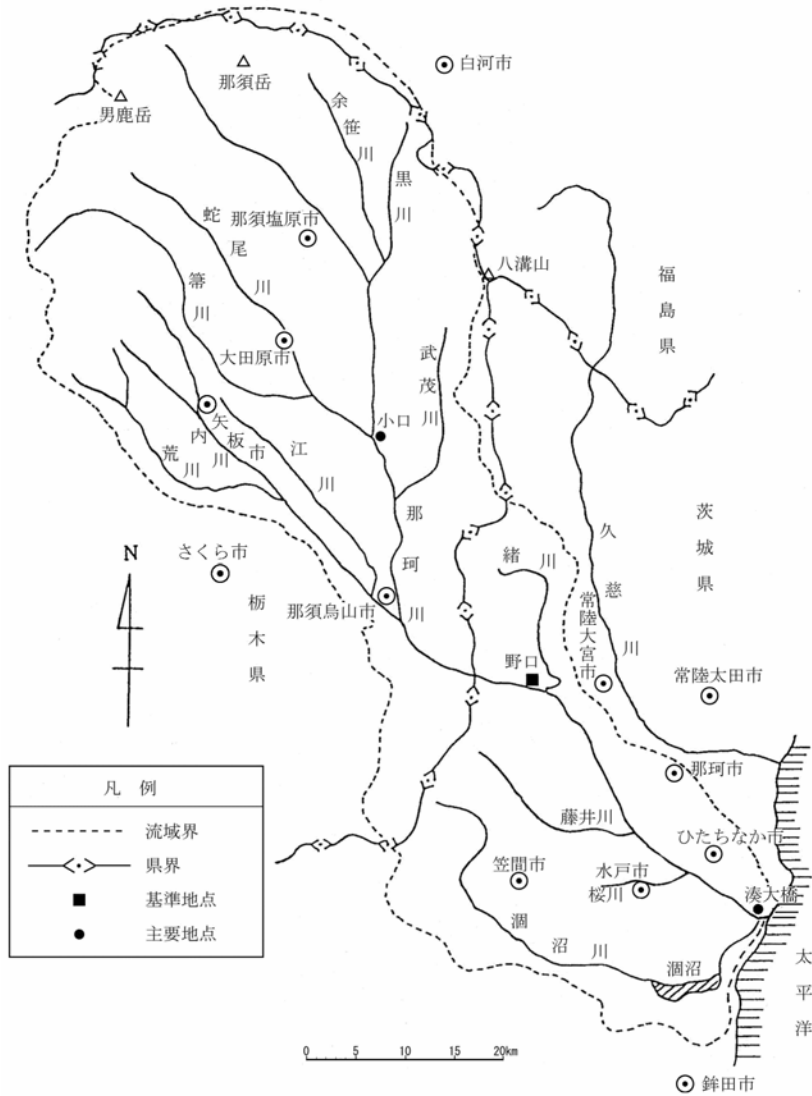 白河市
那須岳
男鹿岳
余笹川
黒川
蛇尾川
那須塩原市
箒川
八溝山
福島県
大田原市
武茂川
小口
矢板市
内川
荒川
江川
那珂川
久慈川
茨城県
緒川
N
さくら市
栃木県
那須烏山市
常陸大宮市
野口
常陸太田市
那珂市
凡 例
流域界
県界
基準地点
主要地点
藤井川
ひたちなか市
笠間市
水戸市
桜川
湊大橋
涸沼川
涸沼
太平洋
0 5 10 20km
鉾田市